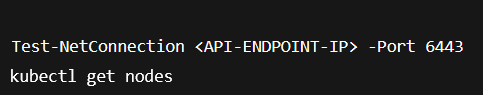 Test-NetConnection <API-ENDPOINT-IP> -Port 6443
kubectl get nodes